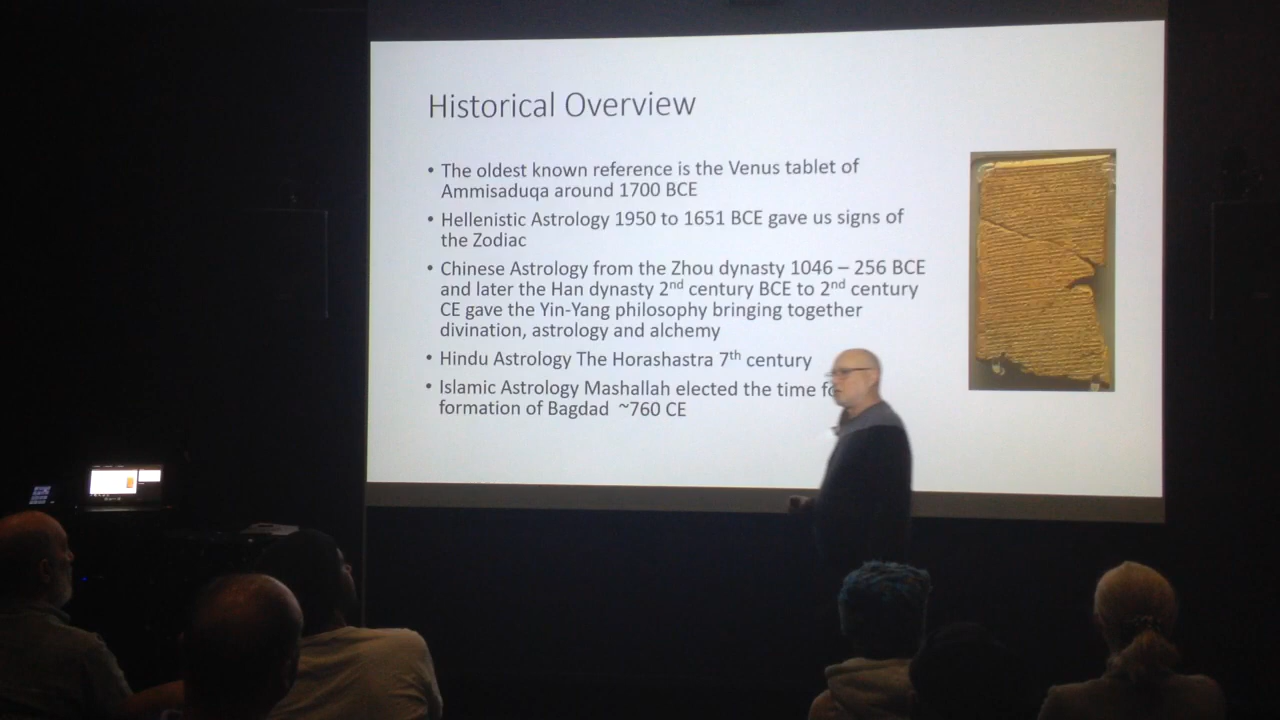 Historical Overview
• The oldest known reference is the Venus tablet of
Ammisaduqa around 1700 BCE
• Hellenistic Astrology 1950 to 1651 BCE gave us signs of
the Zodiac
• Chinese Astrology from the Zhou dynasty 1046 – 256 BCE
and later the Han dynasty 2nd century BCE to 2nd century
CE gave the Yin-Yang philosophy bringing together
divination, astrology and alchemy
• Hindu Astrology The Horashastra 7th century
• Islamic Astrology Mashallah elected the time
formation of Bagdad ~760 CE